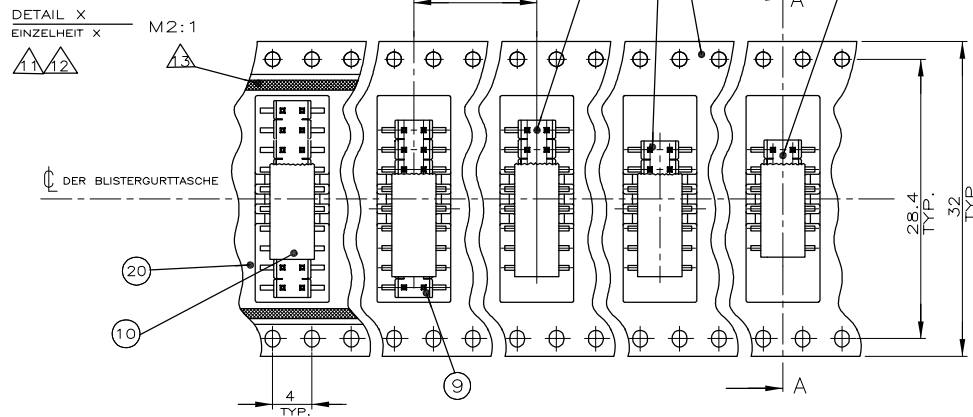 DETAIL X
EINZELHEIT X
M2:1
11 12
13
A
℄ DER BLISTERGURTTASCHE
28.4
TYP.
32
TYP
20
10
9
4
TYP.
A